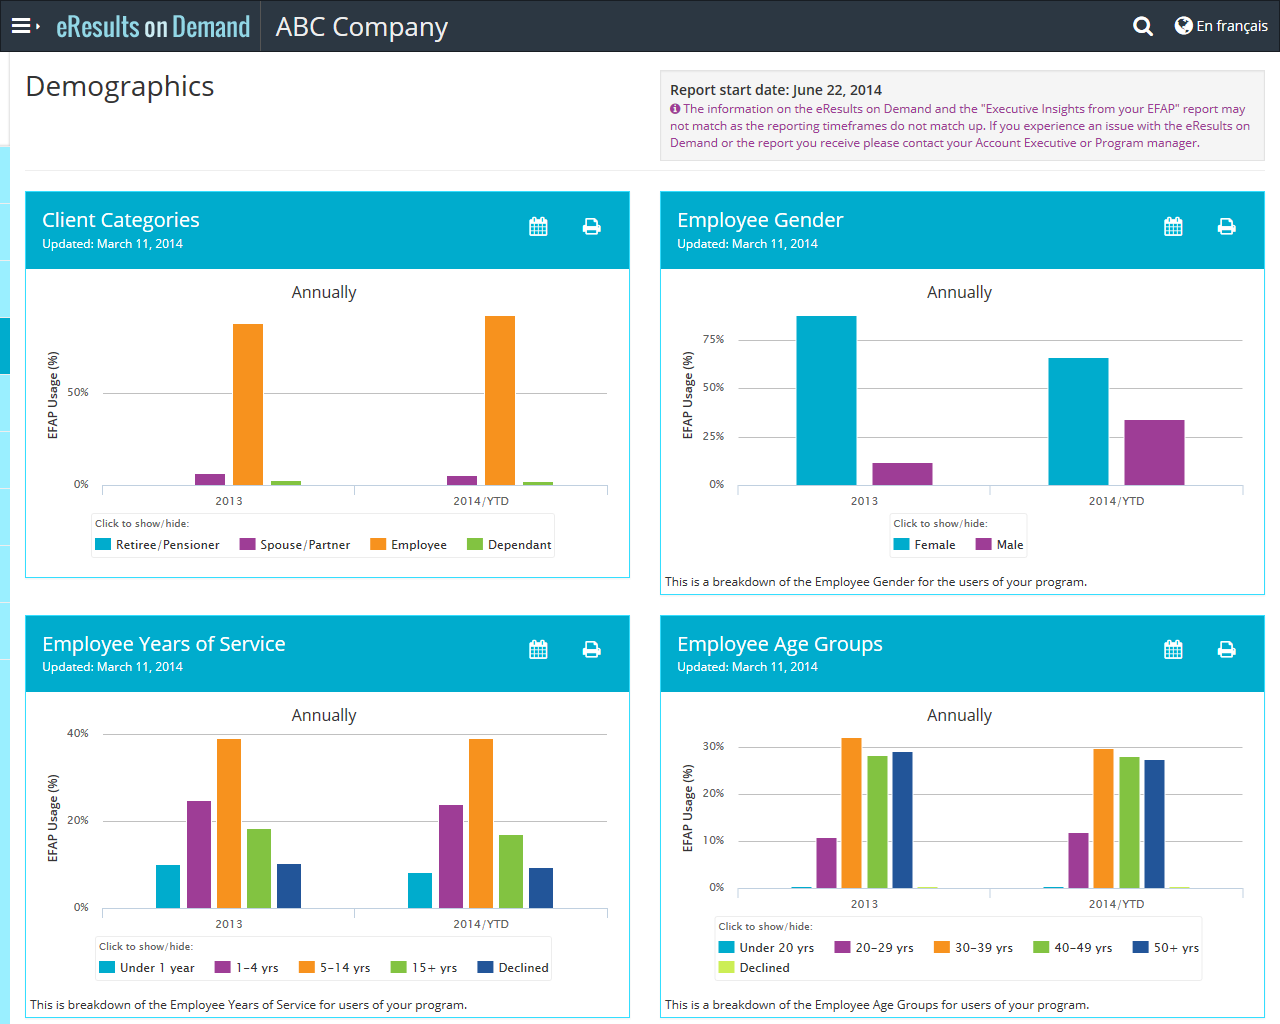 eResults on Demand
ABC Company
En français
Demographics
Report start date: June 22, 2014
The information on the eResults on Demand and the "Executive Insights from your EFAP" report may
not match as the reporting timeframes do not match up. If you experience an issue with the eResults on
Demand or the report you receive please contact your Account Executive or Program manager.
Client Categories
Updated: March 11, 2014
Annually
EFAP Usage (%)
50%
0%
2013
2014/YTD
Click to show/hide:
Retiree/Pensioner
Spouse/Partner
Employee
Dependant
Employee Gender
Updated: March 11, 2014
Annually
EFAP Usage (%)
75%
50%
25%
0%
2013
2014/YTD
Click to show/hide:
Female
Male
This is a breakdown of the Employee Gender for the users of your program.
Employee Years of Service
Updated: March 11, 2014
Annually
EFAP Usage (%)
40%
20%
0%
2013
2014/YTD
Click to show/hide:
Under 1 year
1-4 yrs
5-14 yrs
15+ yrs
Declined
This is breakdown of the Employee Years of Service for users of your program.
Employee Age Groups
Updated: March 11, 2014
Annually
EFAP Usage (%)
30%
20%
10%
0%
2013
2014/YTD
Click to show/hide:
Under 20 yrs
20-29 yrs
30-39 yrs
40-49 yrs
50+ yrs
Declined
This is a breakdown of the Employee Age Groups for users of your program.